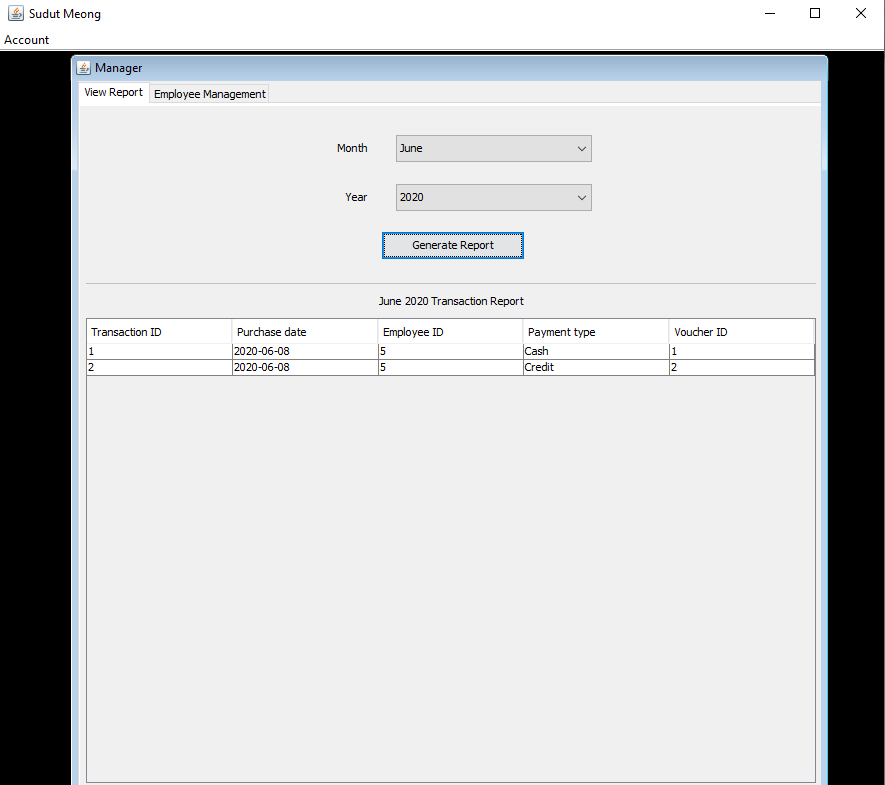 Sudut Meong
Account
Manager
View Report Employee Management
Month June
Year 2020
Generate Report
June 2020 Transaction Report
Transaction ID Purchase date Employee ID Payment type Voucher ID
1 2020-06-08 5 Cash 1
2 2020-06-08 5 Credit 2